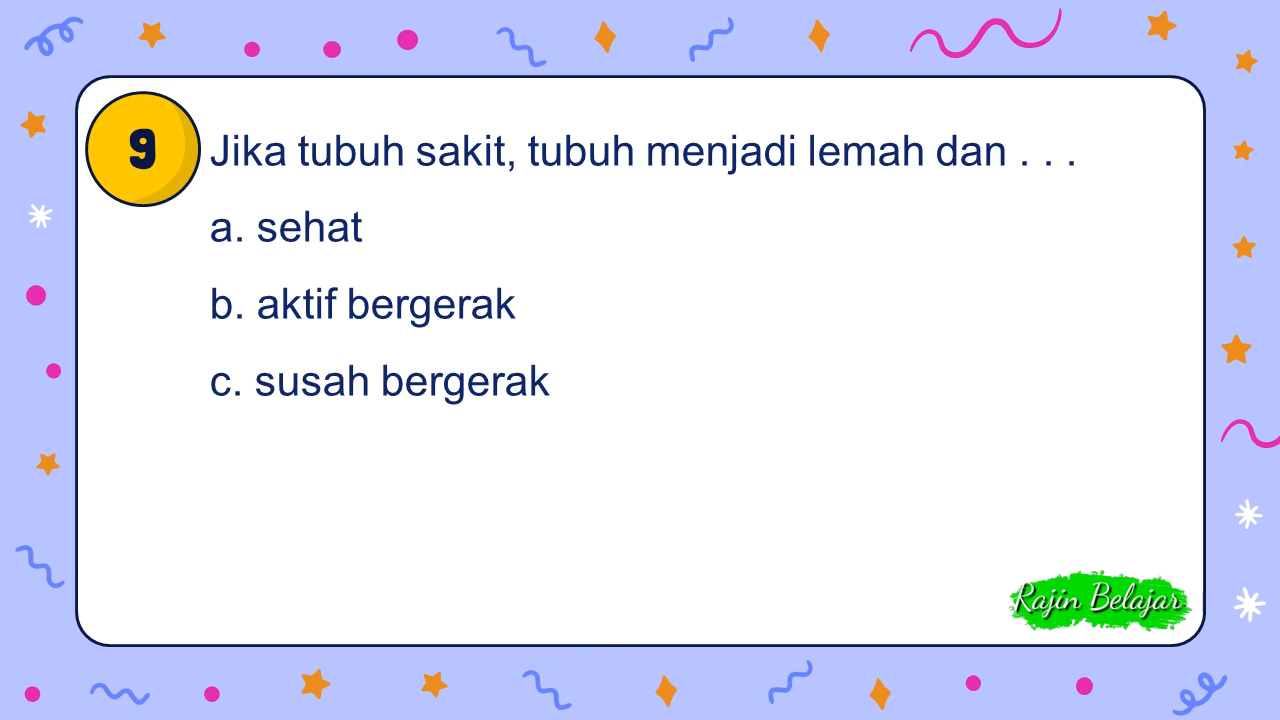 9
Jika tubuh sakit, tubuh menjadi lemah dan . . .
a. sehat
b. aktif bergerak
c. susah bergerak
Rajin Belajar